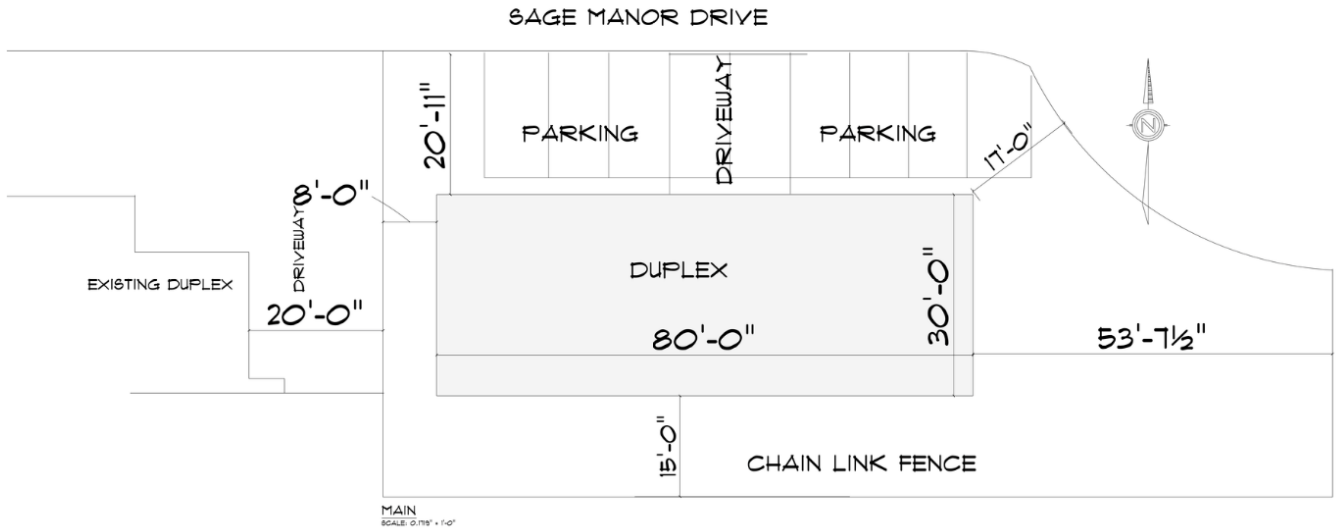 SAGE MANOR DRIVE
20'-11"
PARKING
DRIVEWAY
PARKING
17'-0"
N
8'-0"
DRIVEWAY
EXISTING DUPLEX
20'-0"
DUPLEX
80'-0"
30'-0"
53'-7½"
15'-0"
CHAIN LINK FENCE
MAIN